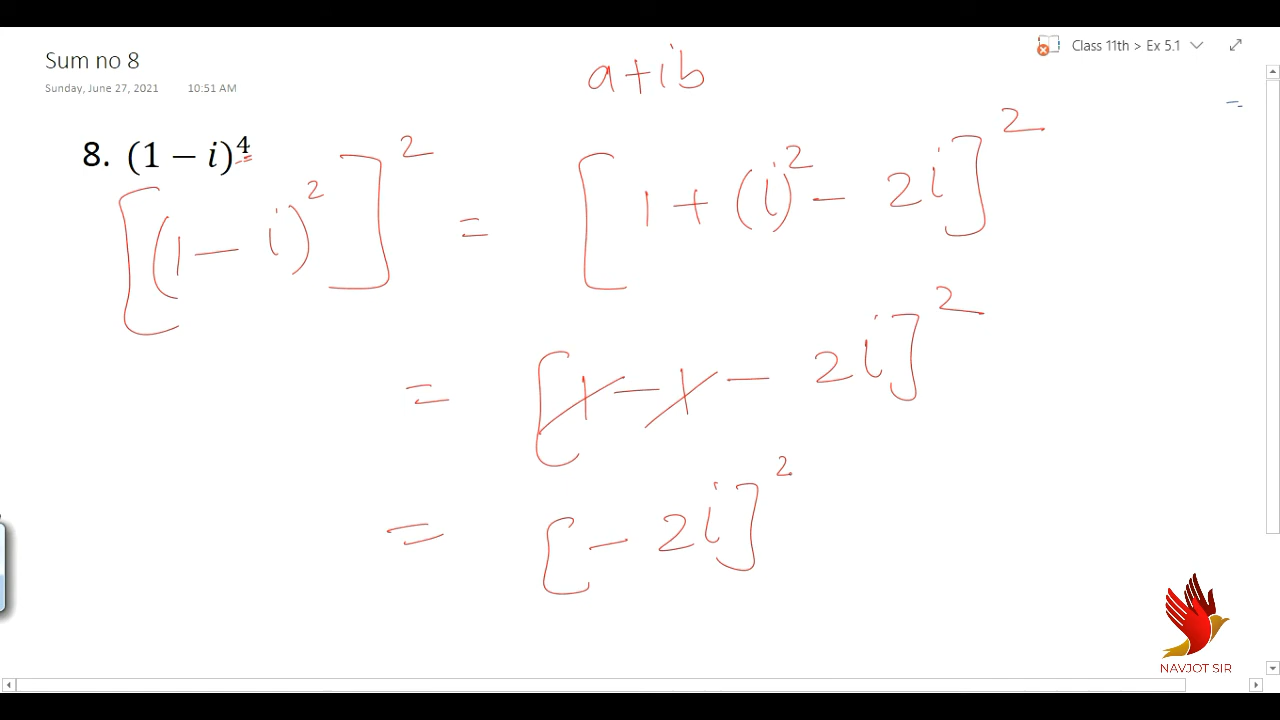 Sum no 8
Sunday, June 27, 2021 10:51 AM
Class 11th > Ex 5.1
a+ib
8. (1 − i)^4
[(1 − i)^2]^2 = [1 + (i)^2 − 2i]^2
= [1 − 1 − 2i]^2
= [− 2i]^2
NAVJOT SIR